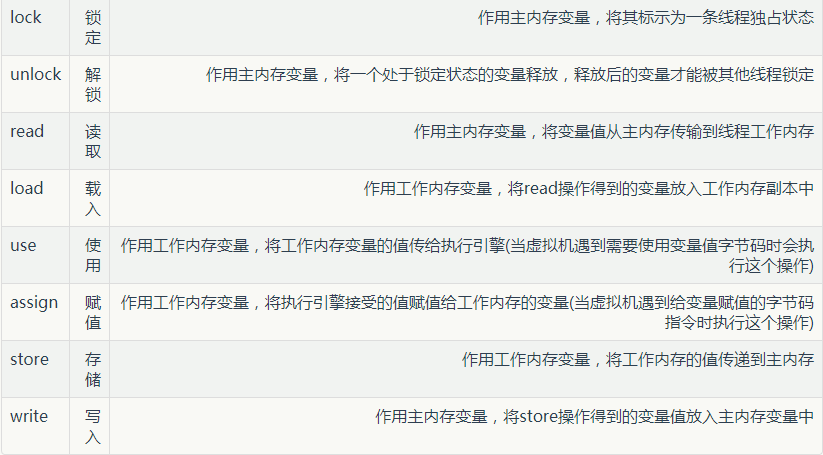 lock 锁 作用主内存变量，将其标示为一条线程独占状态
定
unlock 解 作用主内存变量，将一个处于锁定状态的变量释放，释放后的变量才能被其他线程锁定
锁
read 读 作用主内存变量，将变量值从主内存传输到线程工作内存
取
load 载 作用工作内存变量，将read操作得到的变量放入工作内存副本中
入
use 使 作用工作内存变量，将工作内存变量的值传给执行引擎(当虚拟机遇到需要使用变量值字节码时会执
用 行这个操作)
assign 赋 作用工作内存变量，将执行引擎接受的值赋值给工作内存的变量(当虚拟机遇到给变量赋值的字节码
值 指令时执行这个操作)
store 存 作用工作内存变量，将工作内存的值传递到主内存
储
write 写 作用主内存变量，将store操作得到的变量值放入主内存变量中
入